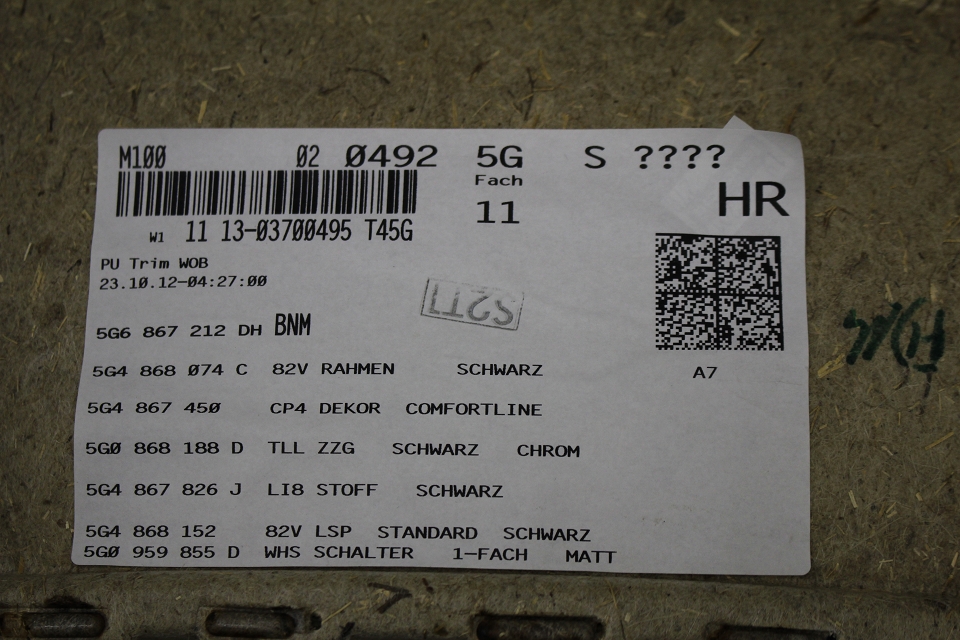 M100 02 0492 5G S ????
Fach
HR
11
W1 11 13-03700495 T45G
PU Trim WOB
23.10.12-04:27:00
5G6 867 212 DH BNM
5G4 868 074 C 82V RAHMEN SCHWARZ
A7
5G4 867 450 CP4 DEKOR COMFORTLINE
5G0 868 188 D TLL ZZG SCHWARZ CHROM
5G4 867 826 J LI8 STOFF SCHWARZ
5G4 868 152 82V LSP STANDARD SCHWARZ
5G0 959 855 D WHS SCHALTER 1-FACH MATT